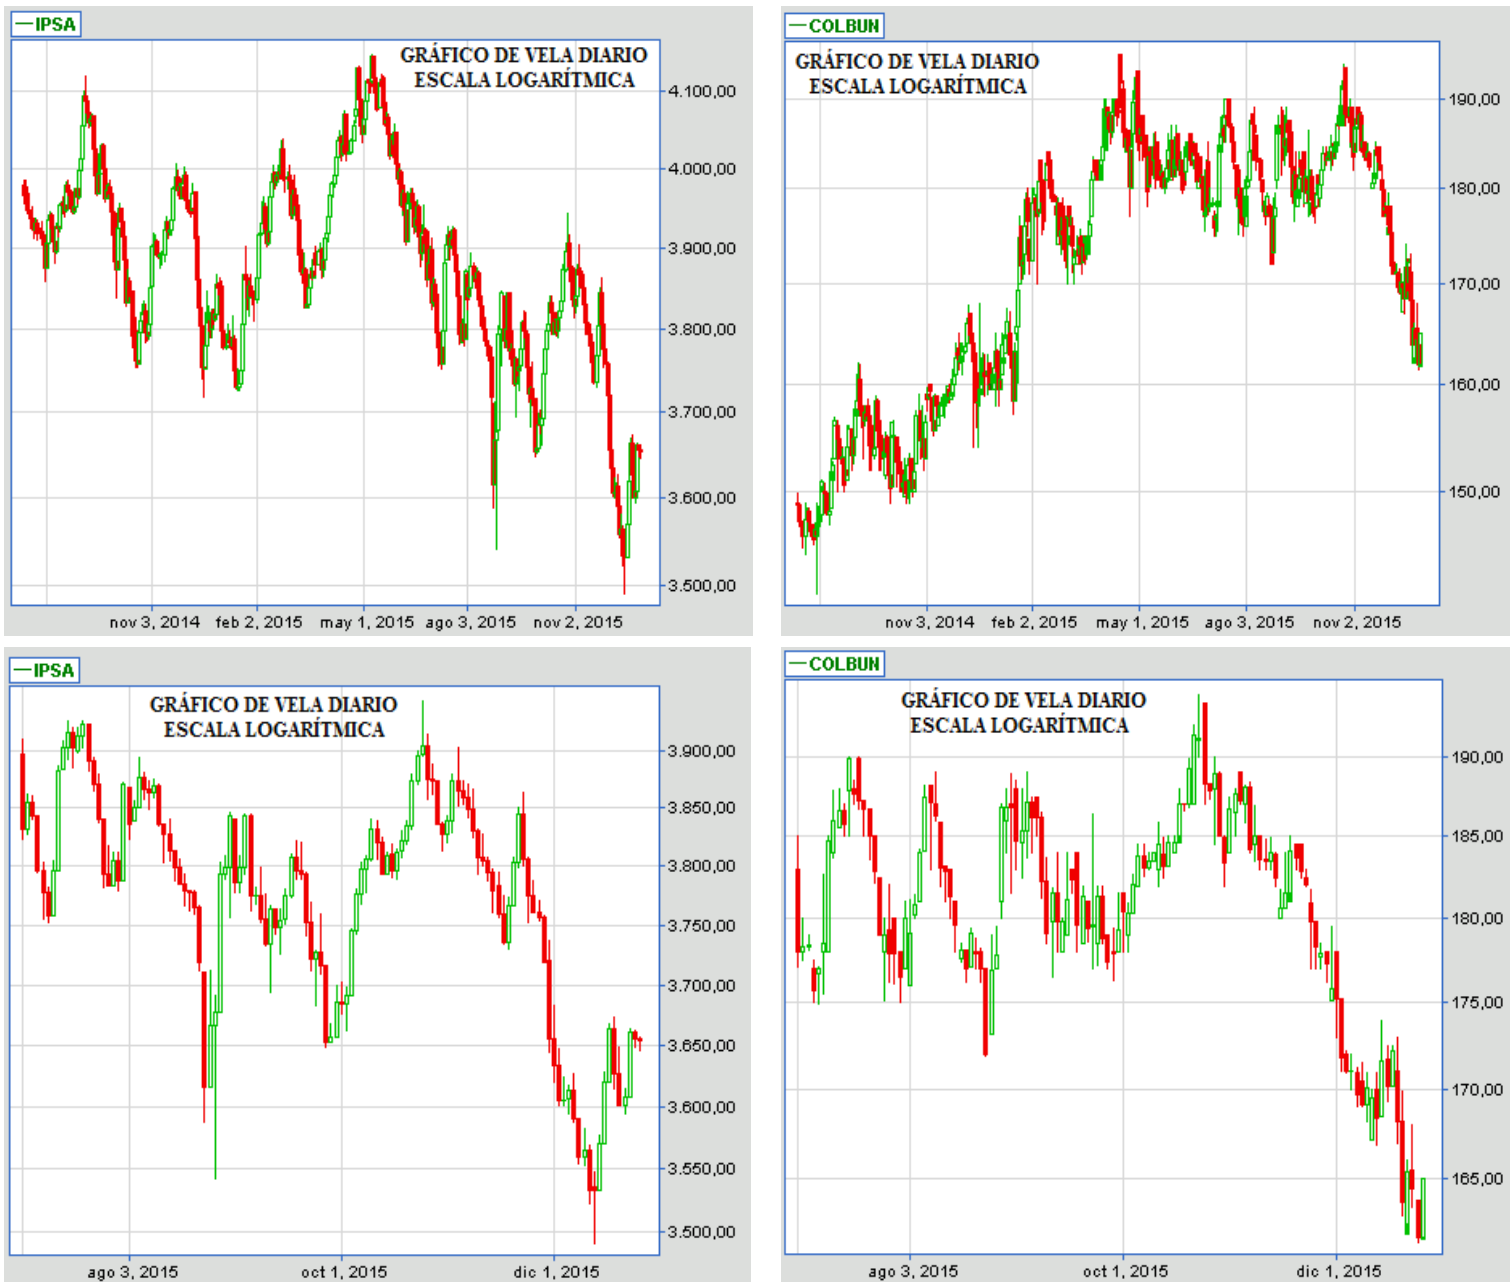 IPSA
GRÁFICO DE VELA DIARIO
ESCALA LOGARÍTMICA
4.100,00
4.000,00
3.900,00
3.800,00
3.700,00
3.600,00
3.500,00
nov 3, 2014 feb 2, 2015 may 1, 2015 ago 3, 2015 nov 2, 2015
COLBUN
GRÁFICO DE VELA DIARIO
ESCALA LOGARÍTMICA
190,00
180,00
170,00
160,00
150,00
nov 3, 2014 feb 2, 2015 may 1, 2015 ago 3, 2015 nov 2, 2015
IPSA
GRÁFICO DE VELA DIARIO
ESCALA LOGARÍTMICA
3.900,00
3.850,00
3.800,00
3.750,00
3.700,00
3.650,00
3.600,00
3.550,00
3.500,00
ago 3, 2015 oct 1, 2015 dic 1, 2015
COLBUN
GRÁFICO DE VELA DIARIO
ESCALA LOGARÍTMICA
190,00
185,00
180,00
175,00
170,00
165,00
ago 3, 2015 oct 1, 2015 dic 1, 2015